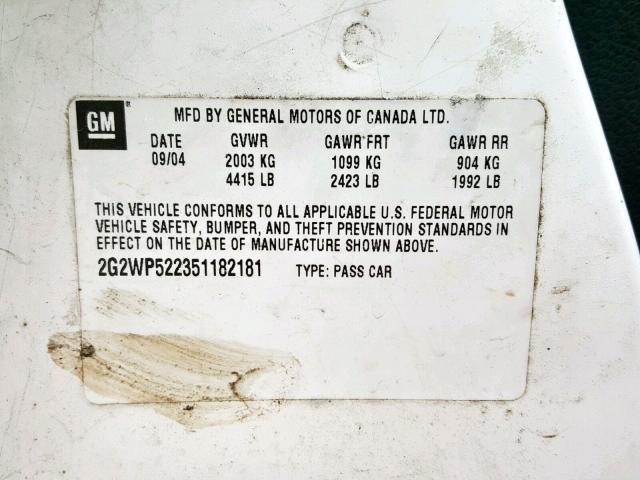 GM ® MFD BY GENERAL MOTORS OF CANADA LTD.
DATE GVWR GAWR FRT GAWR RR
09/04 2003 KG 1099 KG 904 KG
4415 LB 2423 LB 1992 LB
THIS VEHICLE CONFORMS TO ALL APPLICABLE U.S. FEDERAL MOTOR
VEHICLE SAFETY, BUMPER, AND THEFT PREVENTION STANDARDS IN
EFFECT ON THE DATE OF MANUFACTURE SHOWN ABOVE.
2G2WP522351182181 TYPE: PASS CAR